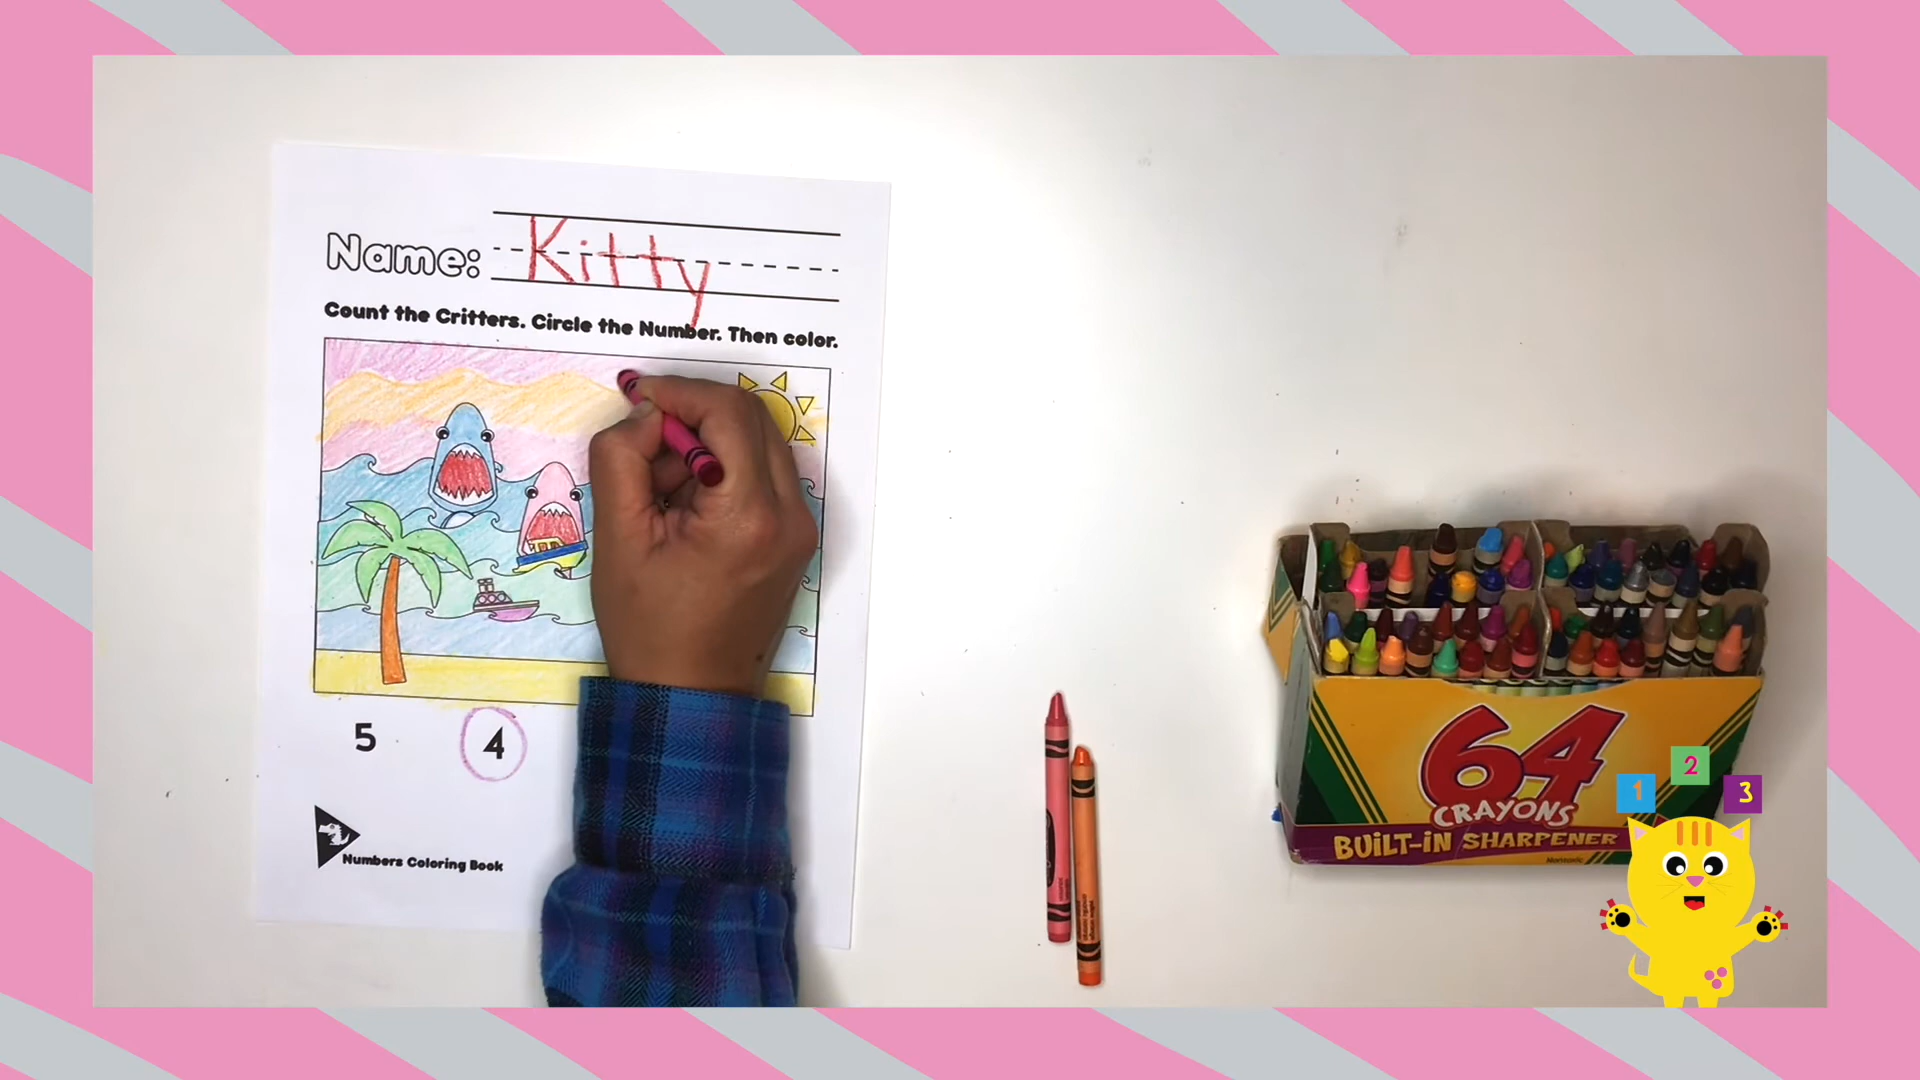 Name: Kitty
Count the Critters. Circle the Number. Then color.
5 4
Numbers Coloring Book
64
CRAYONS
BUILT-IN SHARPENER
Nontoxic
1 2 3